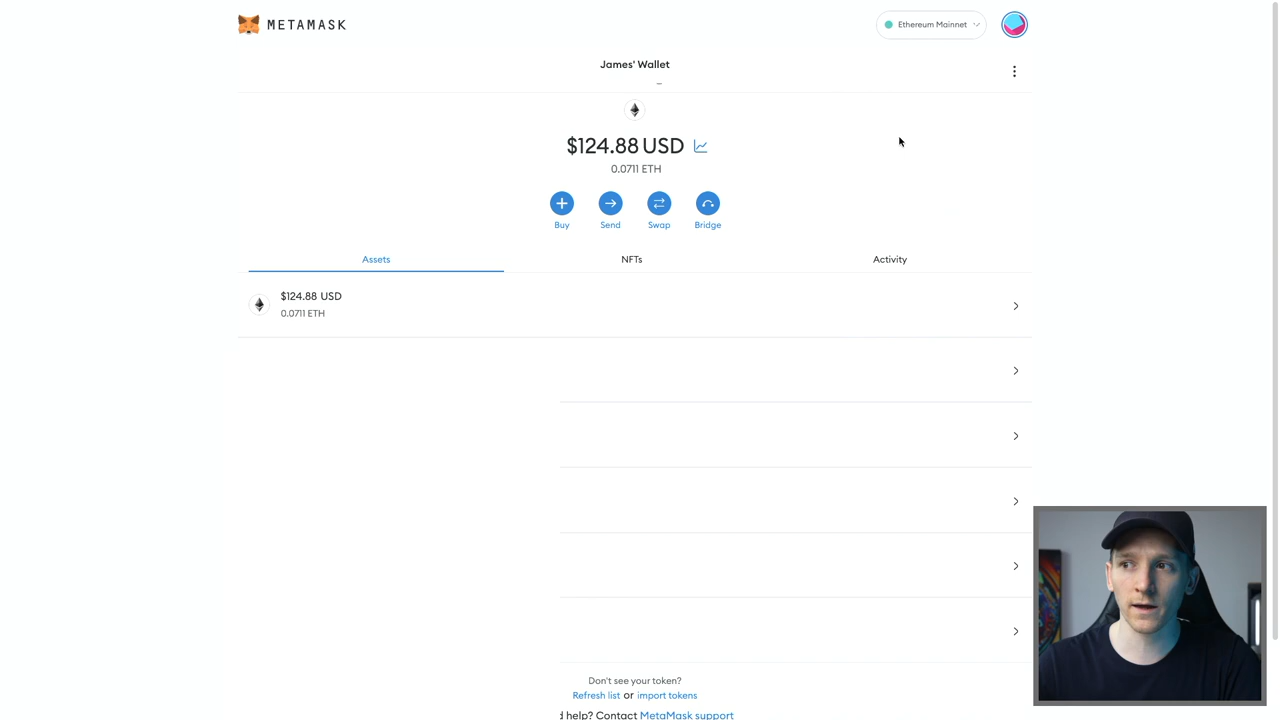 METAMASK
Ethereum Mainnet
James' Wallet
$124.88 USD
0.0711 ETH
Buy
Send
Swap
Bridge
Assets
NFTs
Activity
$124.88 USD
0.0711 ETH
Don't see your token?
Refresh list or import tokens
d help? Contact MetaMask support